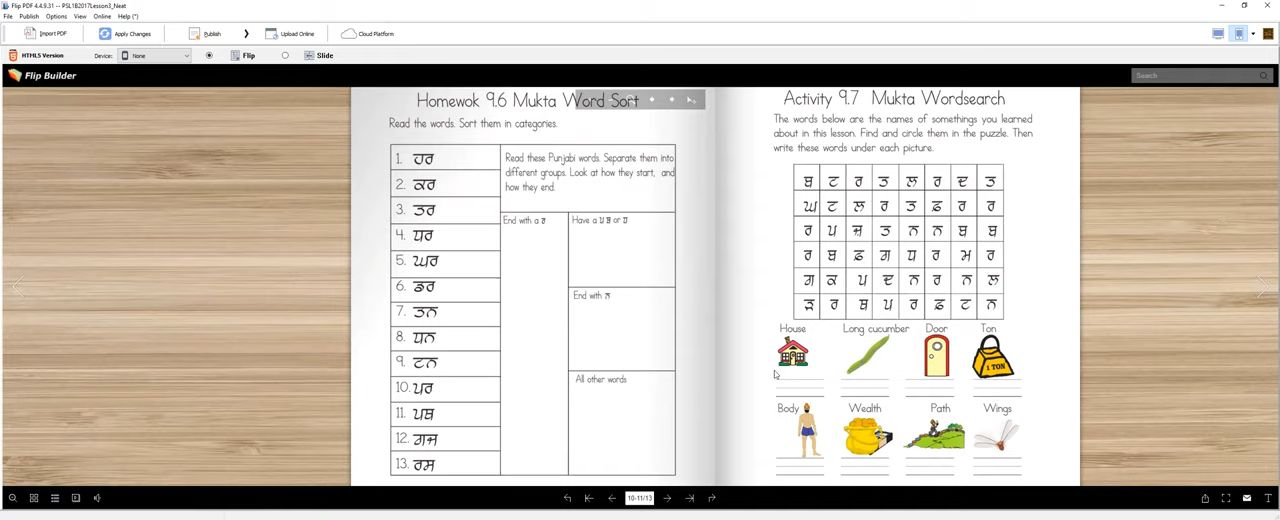 Flip PDF 4.4.9.31 -- PSL1B2017Lesson3_Neat
File Publish Options View Online Help (*)
Import PDF Apply Changes Publish Upload Online Cloud Platform
HTML5 Version Device: None Flip Slide
Flip Builder Search
Homewok 9.6 Mukta Word Sort
Read the words. Sort them in categories.
1. ਹਰ
2. ਕਰ
3. ਤਰ
4. ਧਰ
5. ਘਰ
6. ਡਰ
7. ਤਨ
8. ਧਨ
9. ਟਨ
10. ਪਰ
11. ਪਥ
12. ਗਜ
13. ਰਸ
Read these Punjabi words. Separate them into
different groups. Look at how they start, and
how they end.
End with a ਰ
Have a ਪ ਥ or ਹ
End with ਨ
All other words
Activity 9.7 Mukta Wordsearch
The words below are the names of somethings you learned
about in this lesson. Find and circle them in the puzzle. Then
write these words under each picture.
ਬ ਟ ਰ ਤ ਲ ਰ ਦ ਤ
ਘ ਟ ਲ ਰ ਤ ਫ਼ ਰ ਰ
ਰ ਪ ਜ਼ ਤ ਨ ਨ ਬ ਬ
ਰ ਬ ਫ਼ ਗ ਧ ਰ ਮ ਰ
ਗ ਕ ਪ ਦ ਨ ਰ ਨ ਲ
ੜ ਰ ਥ ਪ ਰ ਫ਼ ਟ ਨ
House Long cucumber Door Ton
1 TON
Body Wealth Path Wings
10-11/13